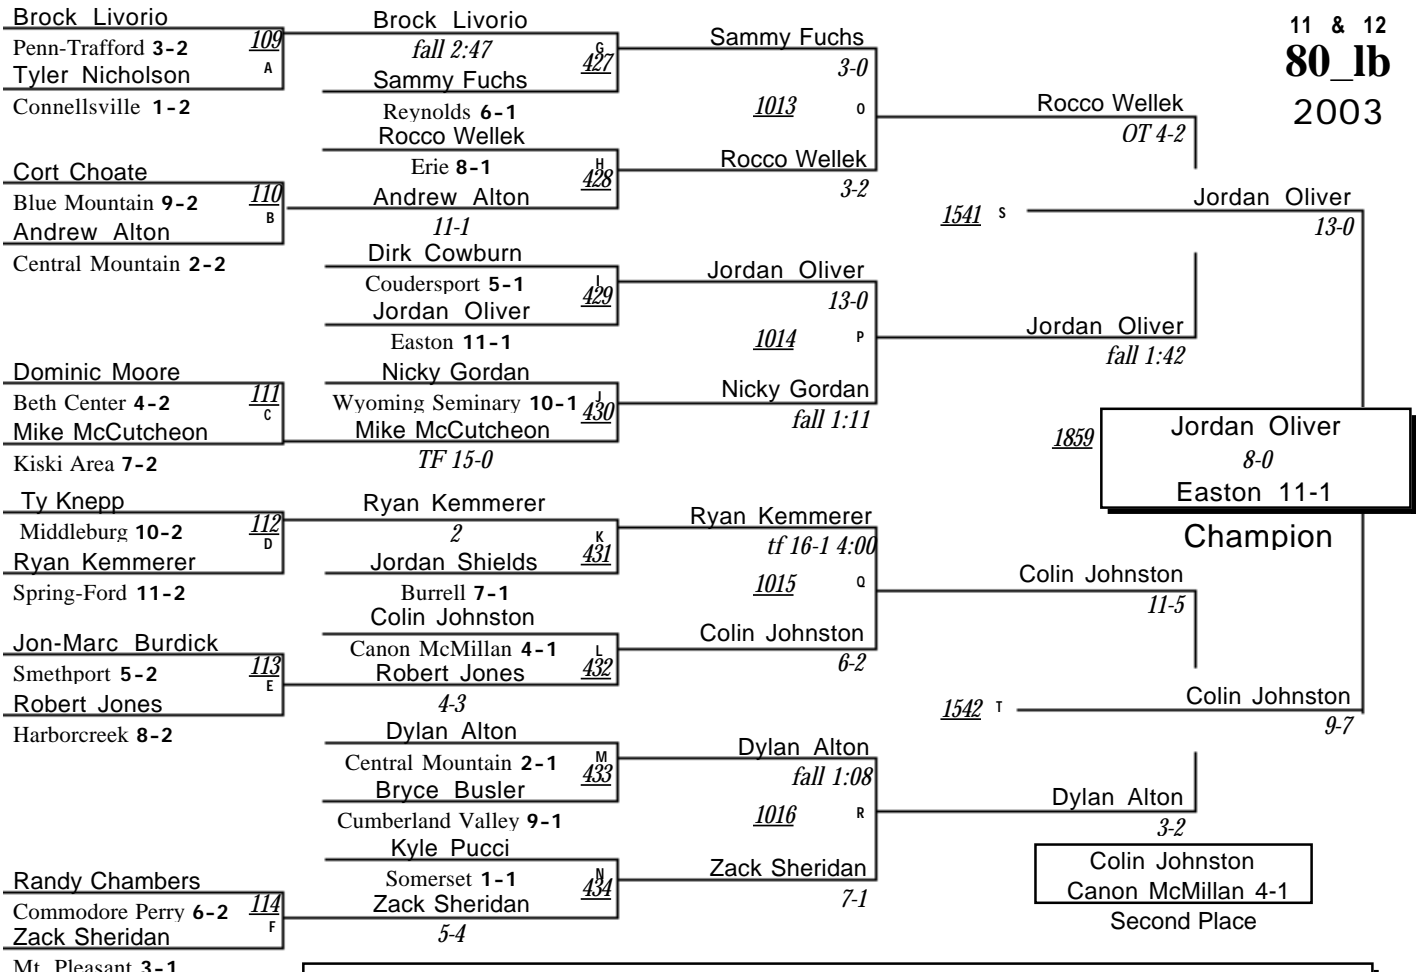 11 & 12
80_lb
2003
Brock Livorio
Penn-Trafford 3-2
109
A
Tyler Nicholson
Connellsville 1-2
Cort Choate
Blue Mountain 9-2
110
B
Andrew Alton
Central Mountain 2-2
Dominic Moore
Beth Center 4-2
111
C
Mike McCutcheon
Kiski Area 7-2
Ty Knepp
Middleburg 10-2
112
D
Ryan Kemmerer
Spring-Ford 11-2
Jon-Marc Burdick
Smethport 5-2
113
E
Robert Jones
Harborcreek 8-2
Randy Chambers
Commodore Perry 6-2
114
F
Zack Sheridan
Mt. Pleasant 3-1
Brock Livorio
fall 2:47
G
427
Sammy Fuchs
Reynolds 6-1
Rocco Wellek
Erie 8-1
H
428
Andrew Alton
11-1
Dirk Cowburn
Coudersport 5-1
I
429
Jordan Oliver
Easton 11-1
Nicky Gordan
Wyoming Seminary 10-1
J
430
Mike McCutcheon
TF 15-0
Ryan Kemmerer
2
K
431
Jordan Shields
Burrell 7-1
Colin Johnston
Canon McMillan 4-1
L
432
Robert Jones
4-3
Dylan Alton
Central Mountain 2-1
M
433
Bryce Busler
Cumberland Valley 9-1
Kyle Pucci
Somerset 1-1
N
434
Zack Sheridan
5-4
Sammy Fuchs
3-0
1013
O
Rocco Wellek
3-2
Jordan Oliver
13-0
1014
P
Nicky Gordan
fall 1:11
Ryan Kemmerer
tf 16-1 4:00
1015
Q
Colin Johnston
6-2
Dylan Alton
fall 1:08
1016
R
Zack Sheridan
7-1
Rocco Wellek
OT 4-2
1541 S
Jordan Oliver
fall 1:42
Colin Johnston
11-5
1542 T
Dylan Alton
3-2
Jordan Oliver
13-0
Colin Johnston
9-7
1859
Jordan Oliver
8-0
Easton 11-1
Champion
Colin Johnston
Canon McMillan 4-1
Second Place